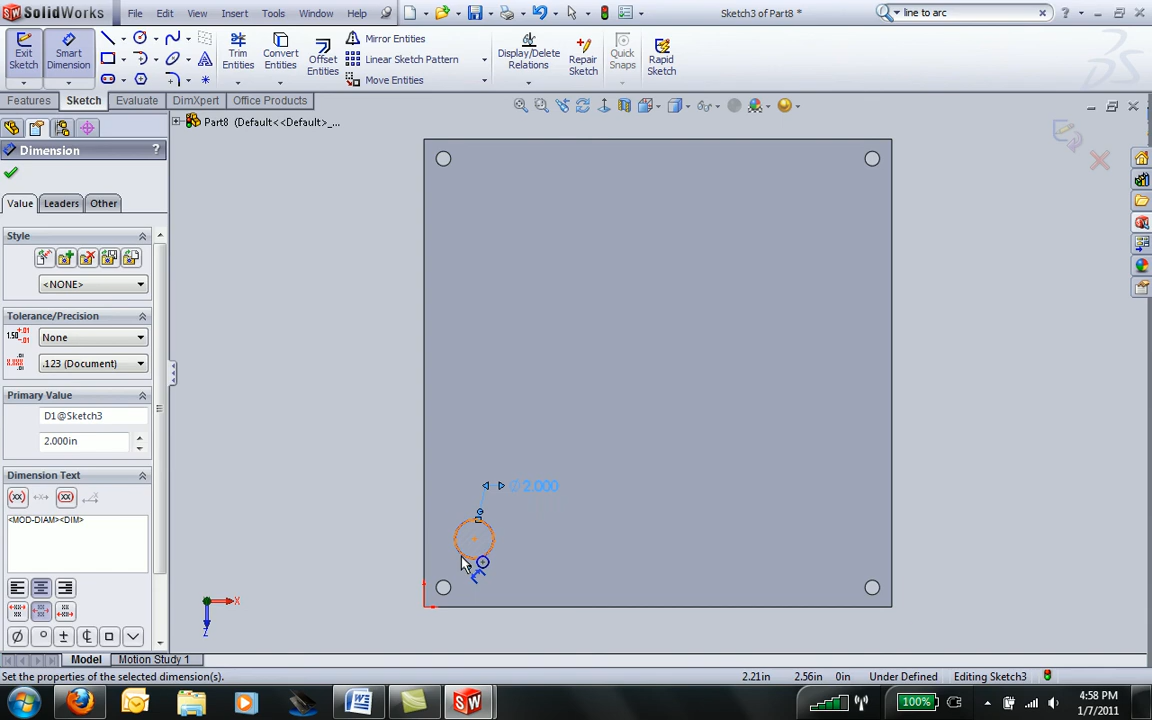 SolidWorks File Edit View Insert Tools Window Help Sketch3 of Part8 * line to arc
Exit Sketch
Smart Dimension
Trim Entities
Convert Entities
Offset Entities
Mirror Entities
Linear Sketch Pattern
Move Entities
Display/Delete Relations
Repair Sketch
Quick Snaps
Rapid Sketch
Features Sketch Evaluate DimXpert Office Products
Part8 (Default<<Default>_...
Dimension ?
Value Leaders Other
Style
<NONE>
Tolerance/Precision
None
.123 (Document)
Primary Value
D1@Sketch3
2.000in
Dimension Text
<MOD-DIAM><DIM>
∅2.000
X
Z
Model Motion Study 1
Set the properties of the selected dimension(s). 2.21in 2.56in 0in Under Defined Editing Sketch3
100% 4:58 PM
1/7/2011